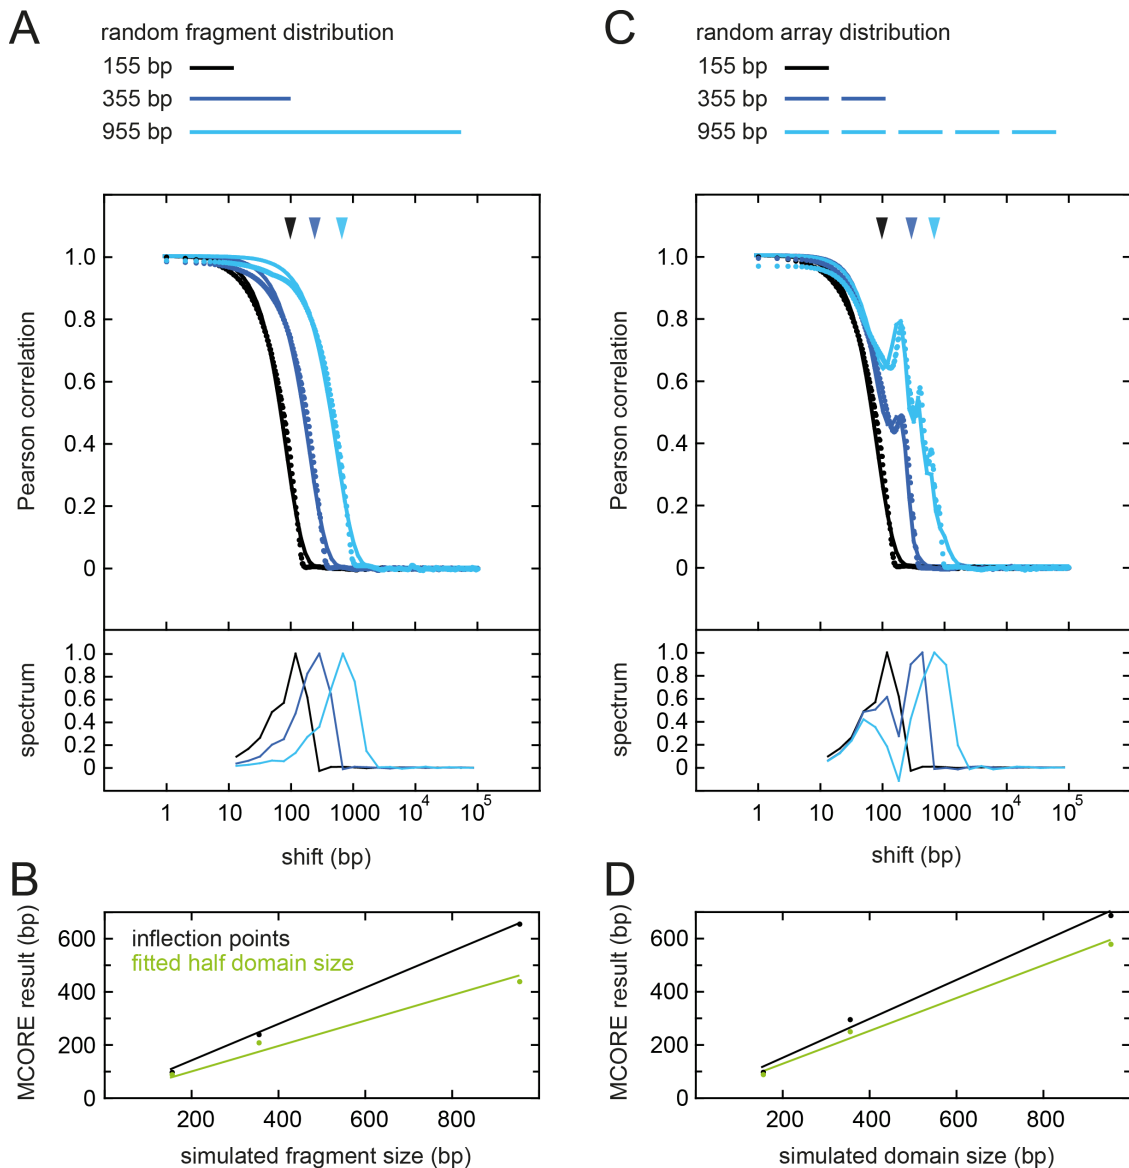 A
random fragment distribution
155 bp
355 bp
955 bp
Pearson correlation
1.0
0.8
0.6
0.4
0.2
0
spectrum
1.0
0.8
0.6
0.4
0.2
0
1 10 100 1000 10⁴ 10⁵
shift (bp)
B
MCORE result (bp)
600
400
200
0
inflection points
fitted half domain size
200 400 600 800
simulated fragment size (bp)
C
random array distribution
155 bp
355 bp
955 bp
Pearson correlation
1.0
0.8
0.6
0.4
0.2
0
spectrum
1.0
0.8
0.6
0.4
0.2
0
1 10 100 1000 10⁴ 10⁵
shift (bp)
D
MCORE result (bp)
600
400
200
0
200 400 600 800
simulated domain size (bp)